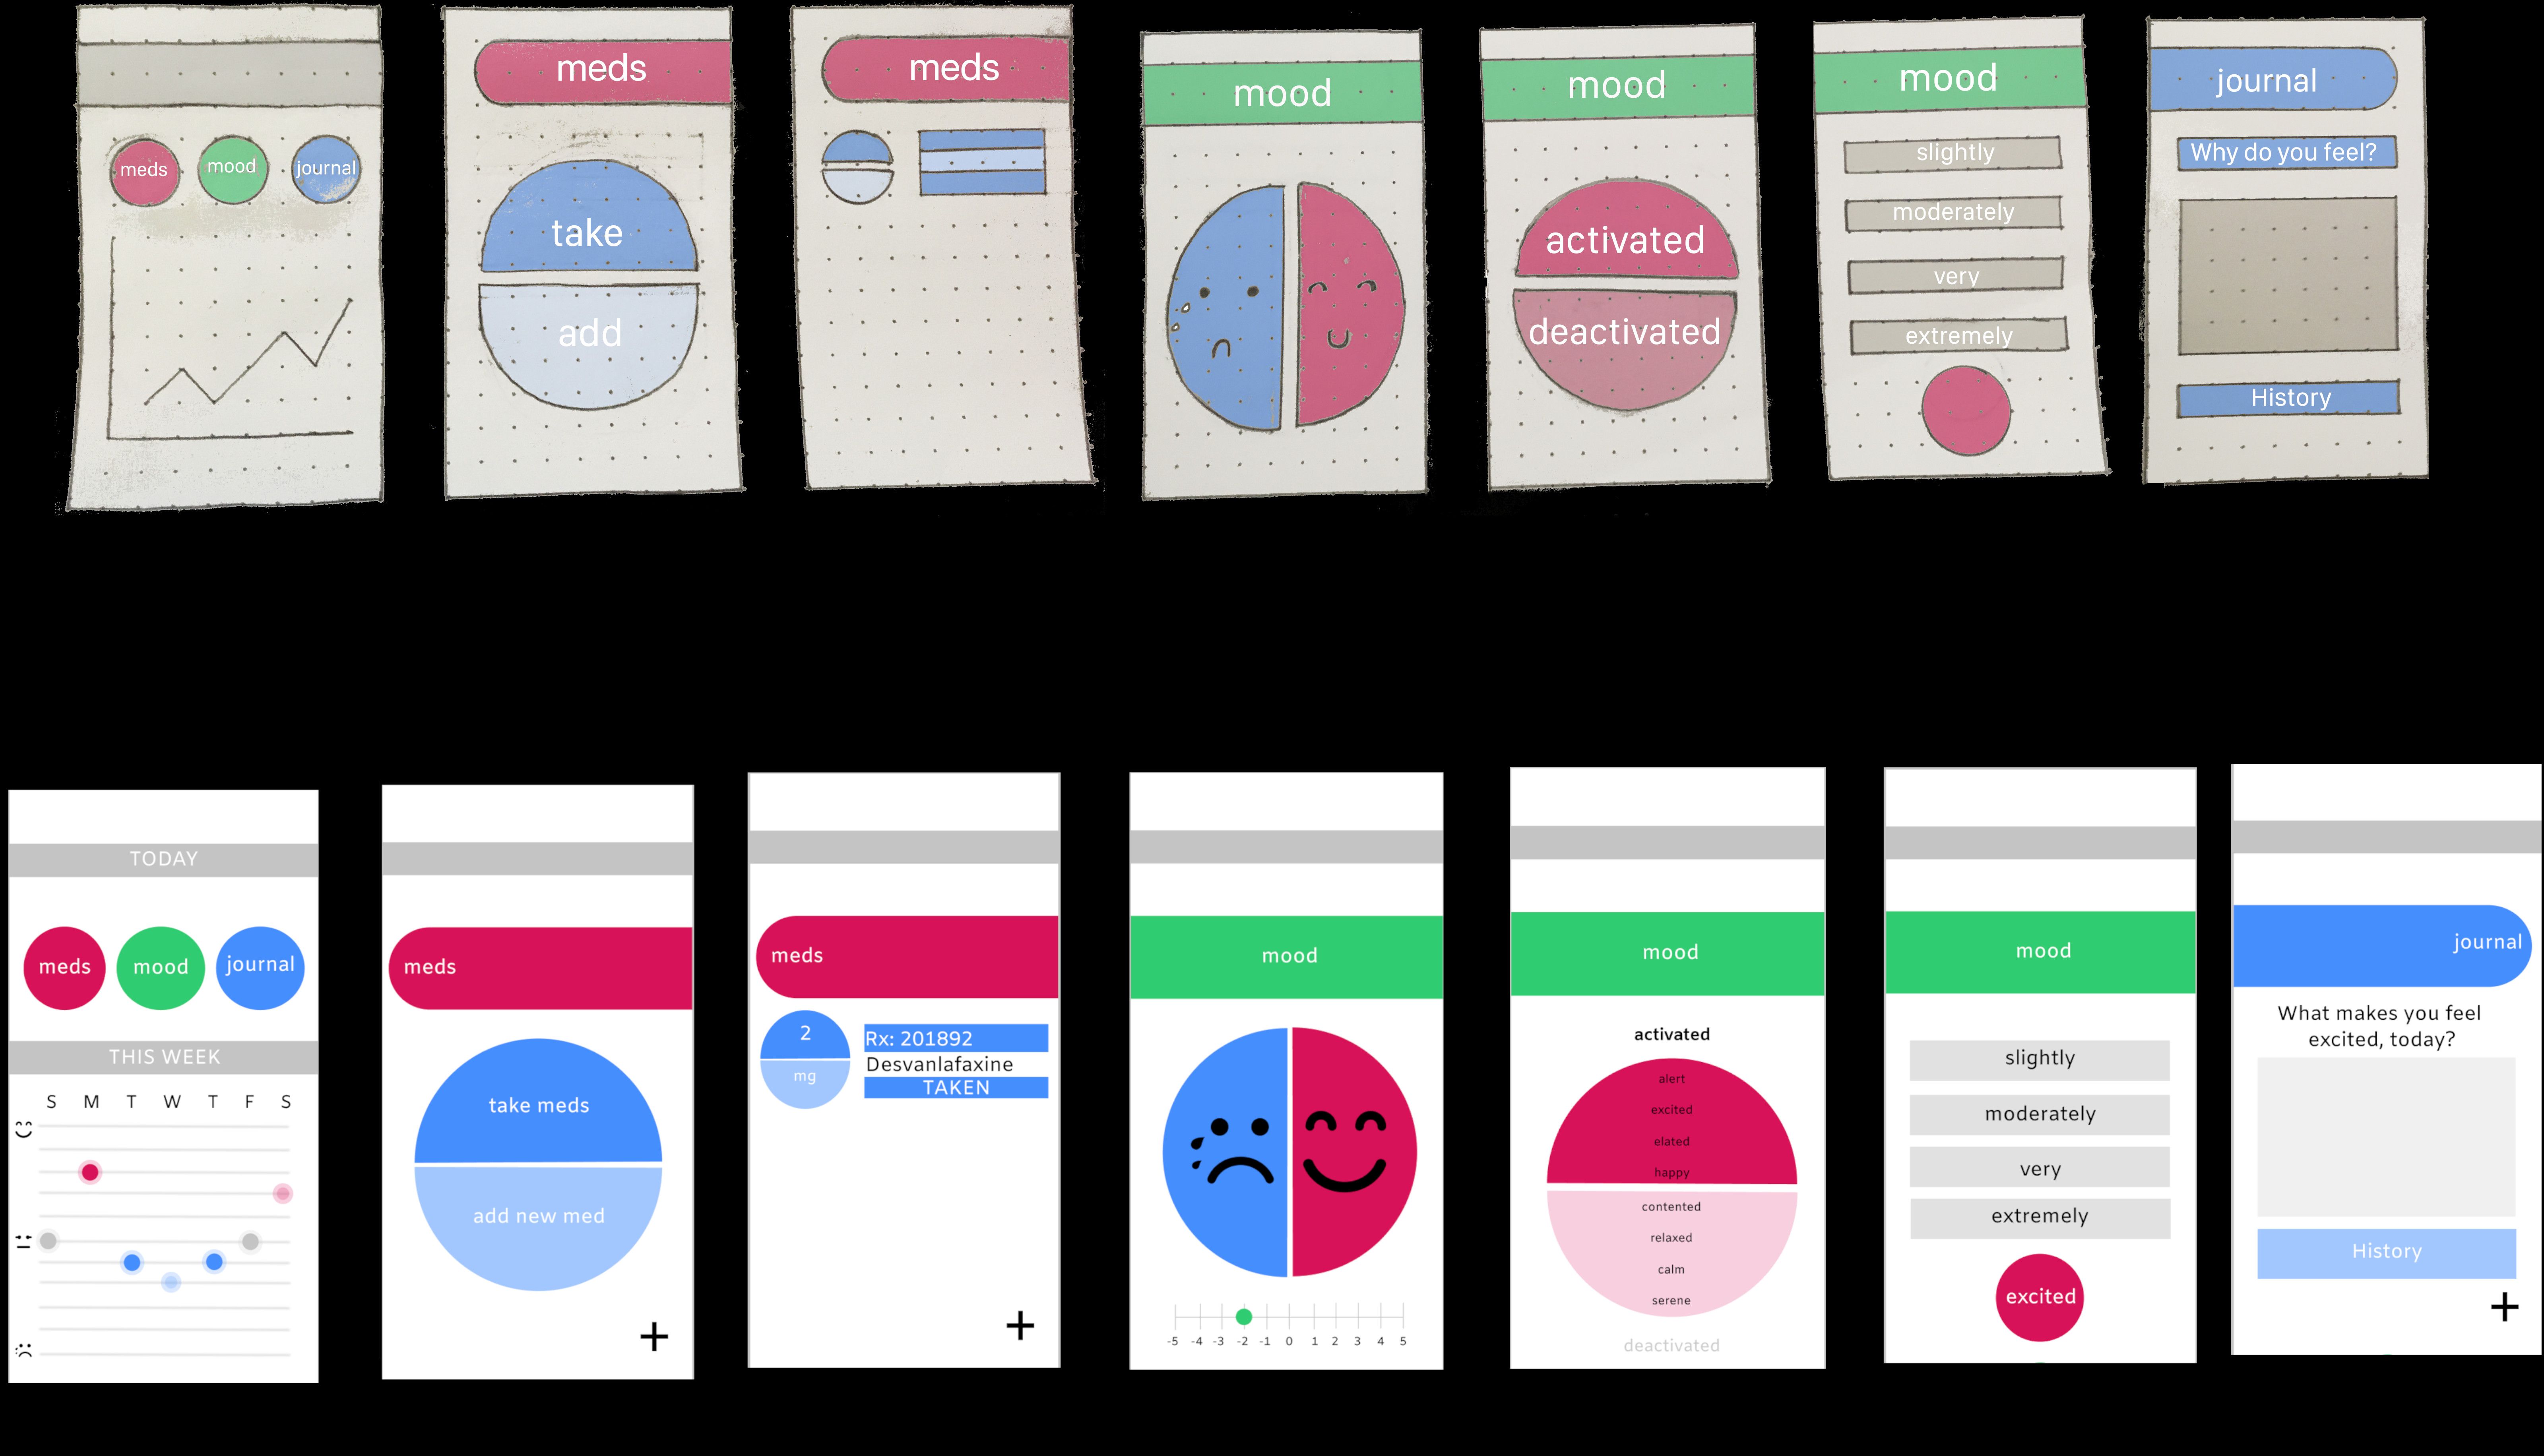 meds
mood
journal
meds
take
add
meds
mood
mood
activated
deactivated
mood
slightly
moderately
very
extremely
journal
Why do you feel?
History
TODAY
meds
mood
journal
THIS WEEK
S M T W T F S
meds
take meds
add new med
+
meds
2
mg
Rx: 201892
Desvanlafaxine
TAKEN
+
mood
-5 -4 -3 -2 -1 0 1 2 3 4 5
mood
activated
alert
excited
elated
happy
contented
relaxed
calm
serene
deactivated
mood
slightly
moderately
very
extremely
excited
journal
What makes you feel
excited, today?
History
+